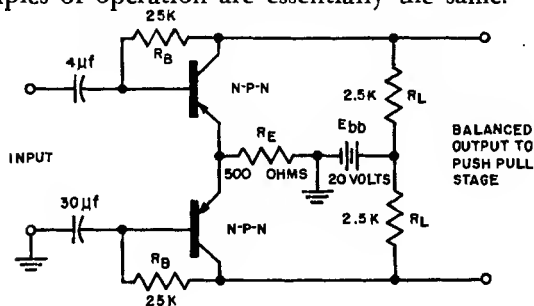 ples of operation are essentially the same.
25K
RB
4µf
N-P-N
2.5K
RL
RE
Ebb
BALANCED
OUTPUT TO
PUSH PULL
STAGE
INPUT
500 OHMS
20 VOLTS
30µf
N-P-N
2.5K
RL
RB
25K